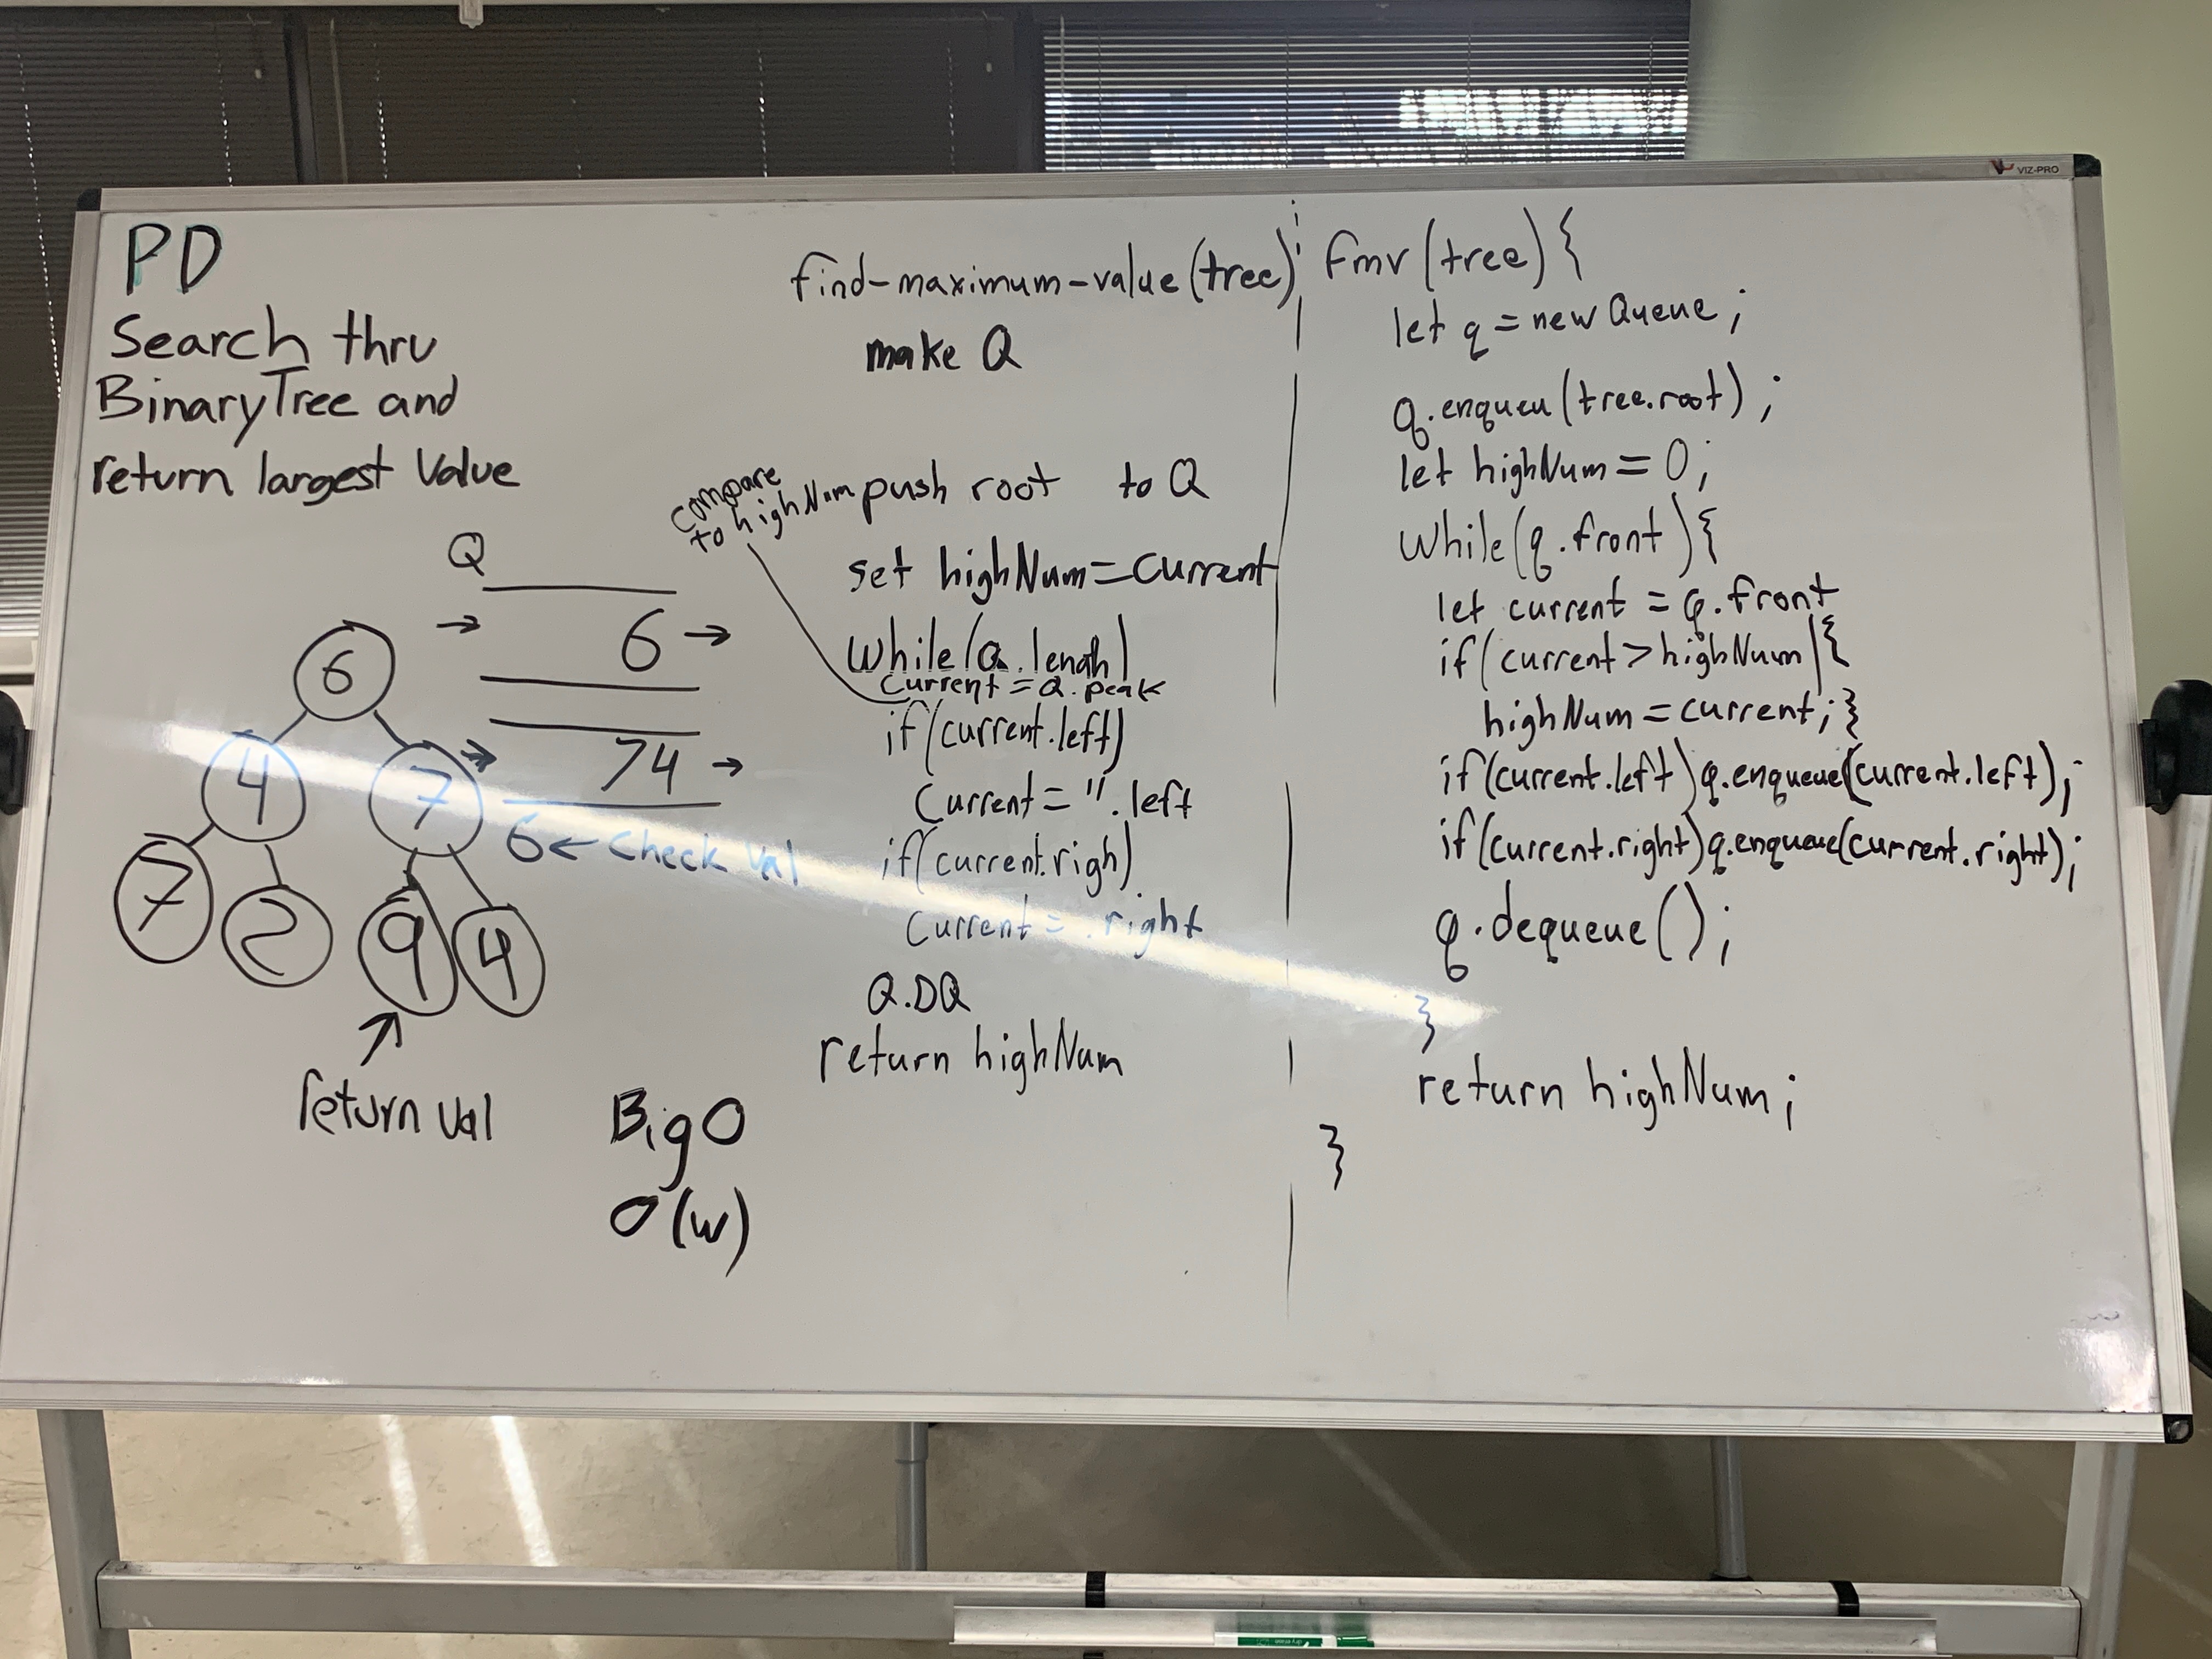 VIZ-PRO
PD
Search thru
BinaryTree and
return largest Value
Q
6
74
6 ← Check Val
6
4 7
7 2 9 4
return val
Big O
O(w)
find-maximum-value(tree)
make Q
compare
to highNum
push root to Q
set highNum=current
While(Q.lengh)
Current = Q.peak
if(current.left)
Current = ".left
if(current.righ)
Current = .right
Q.DQ
return highNum
fmv(tree){
let q = new Queue;
q.enqueu(tree.root);
let highNum = 0;
While(q.front){
let current = q.front
if(current > highNum){
highNum = current;}
if(current.left)q.enqueue(current.left);
if(current.right)q.enqueue(current.right);
q.dequeue();
}
return highNum;
}